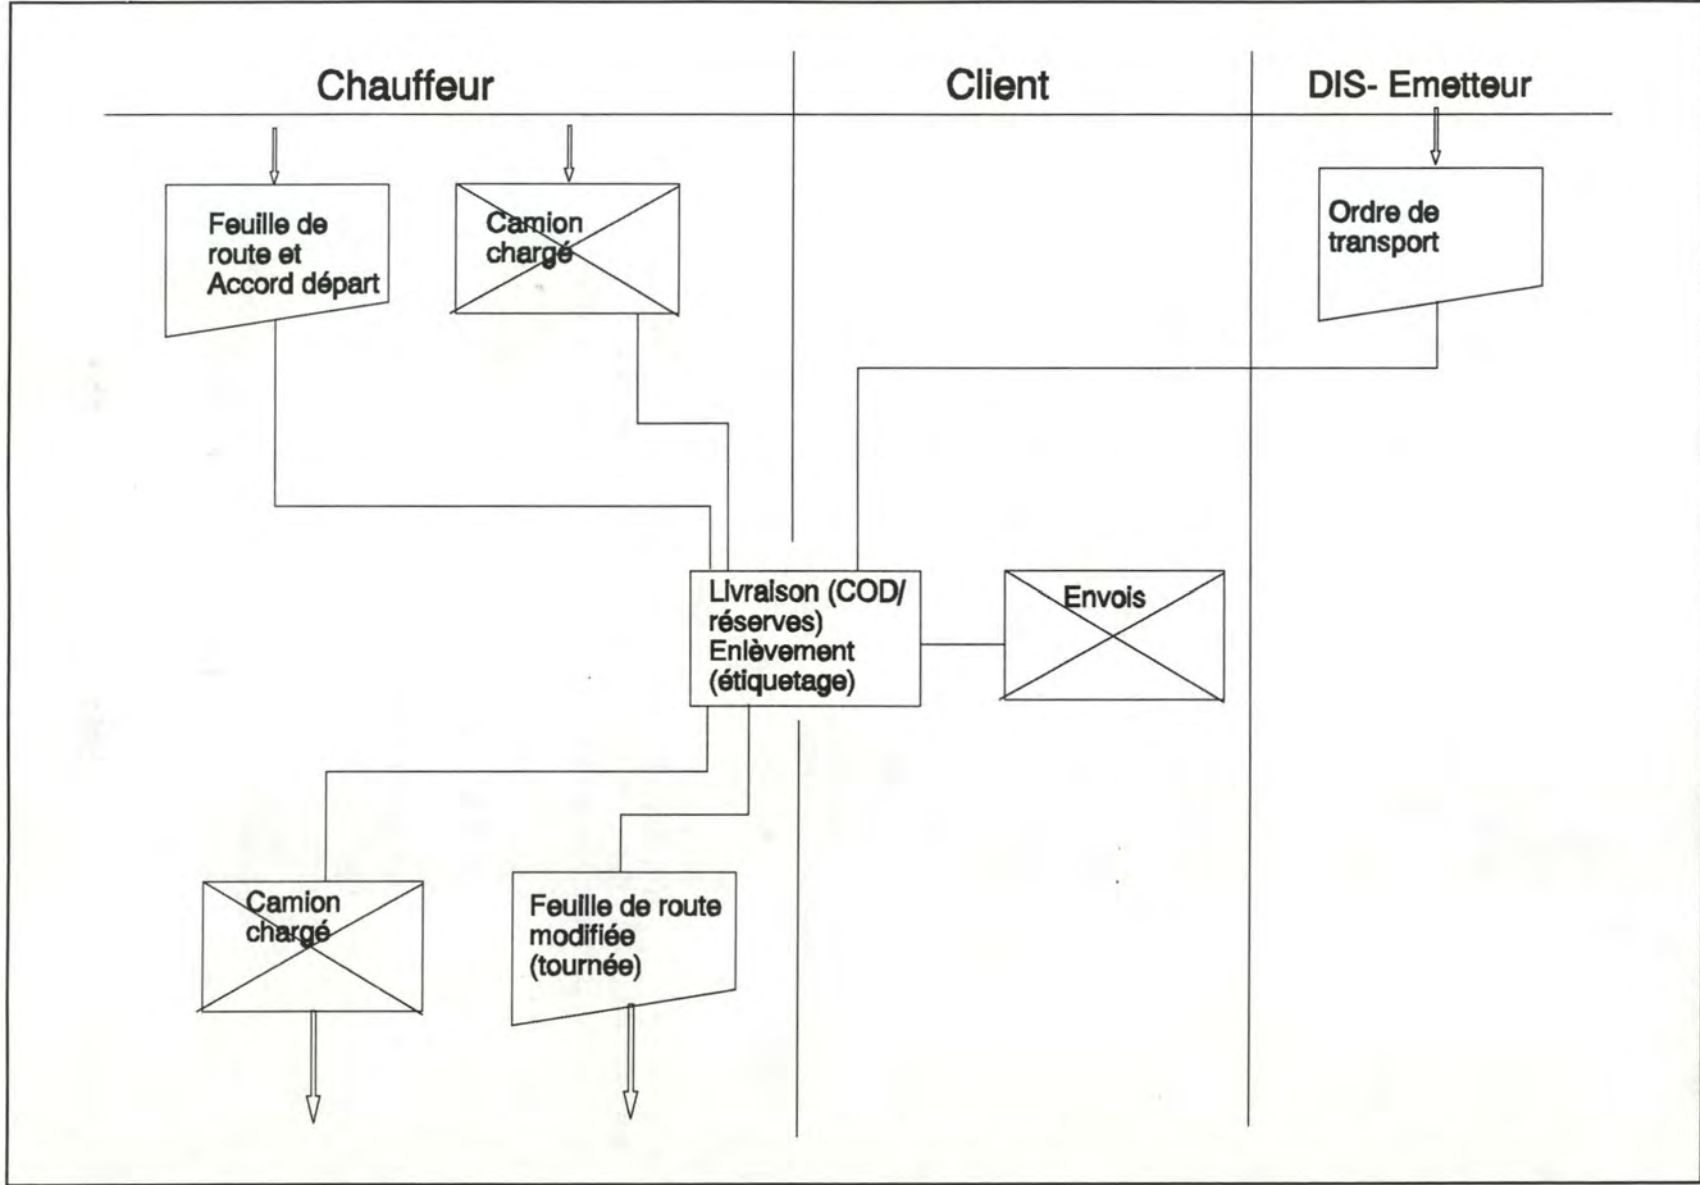 Chauffeur
Client
DIS- Emetteur
Feuille de
route et
Accord départ
Camion
chargé
Ordre de
transport
Livraison (COD/
réserves)
Enlèvement
(étiquetage)
Envois
Camion
chargé
Feuille de route
modifiée
(tournée)